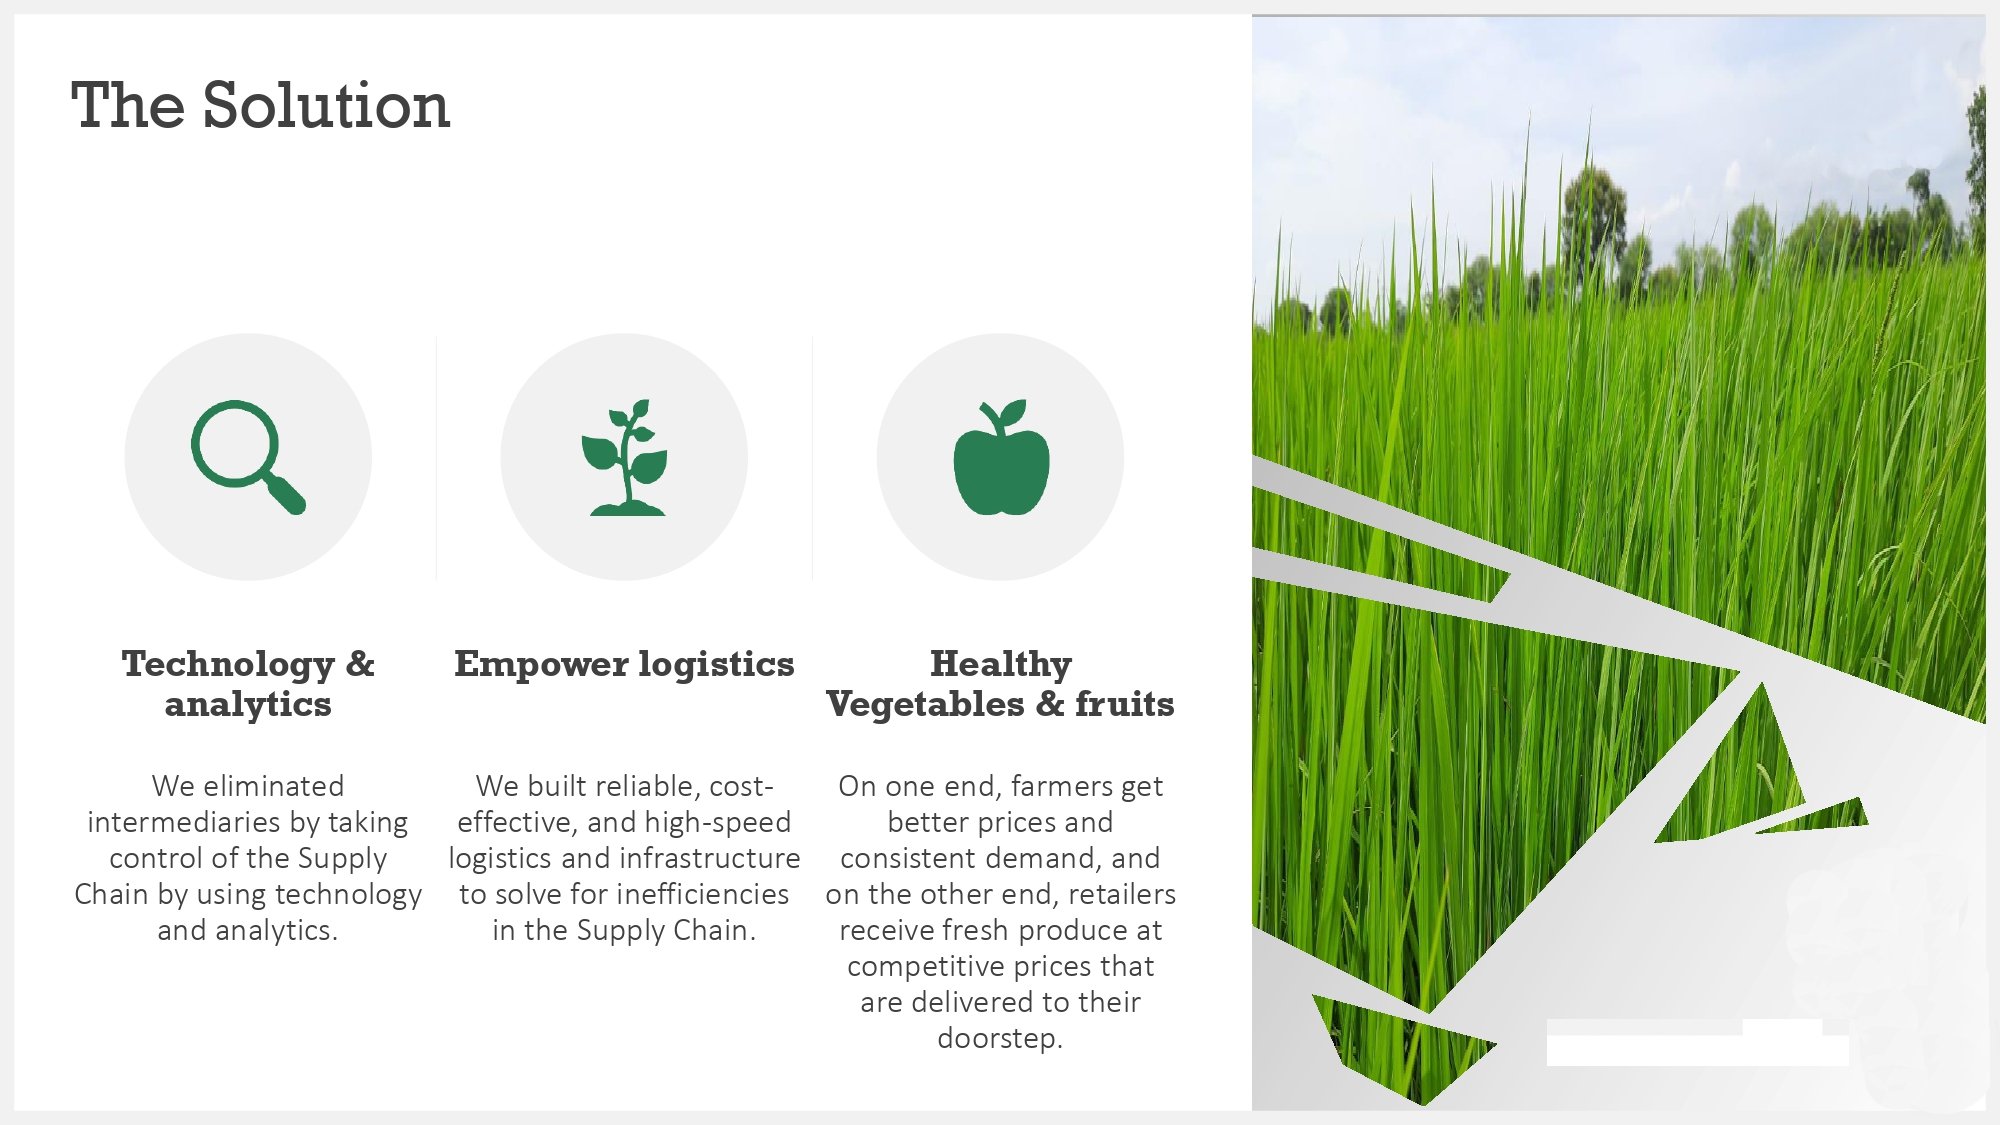 The Solution
Technology &
analytics
We eliminated
intermediaries by taking
control of the Supply
Chain by using technology
and analytics.
Empower logistics
We built reliable, cost-
effective, and high-speed
logistics and infrastructure
to solve for inefficiencies
in the Supply Chain.
Healthy
Vegetables & fruits
On one end, farmers get
better prices and
consistent demand, and
on the other end, retailers
receive fresh produce at
competitive prices that
are delivered to their
doorstep.